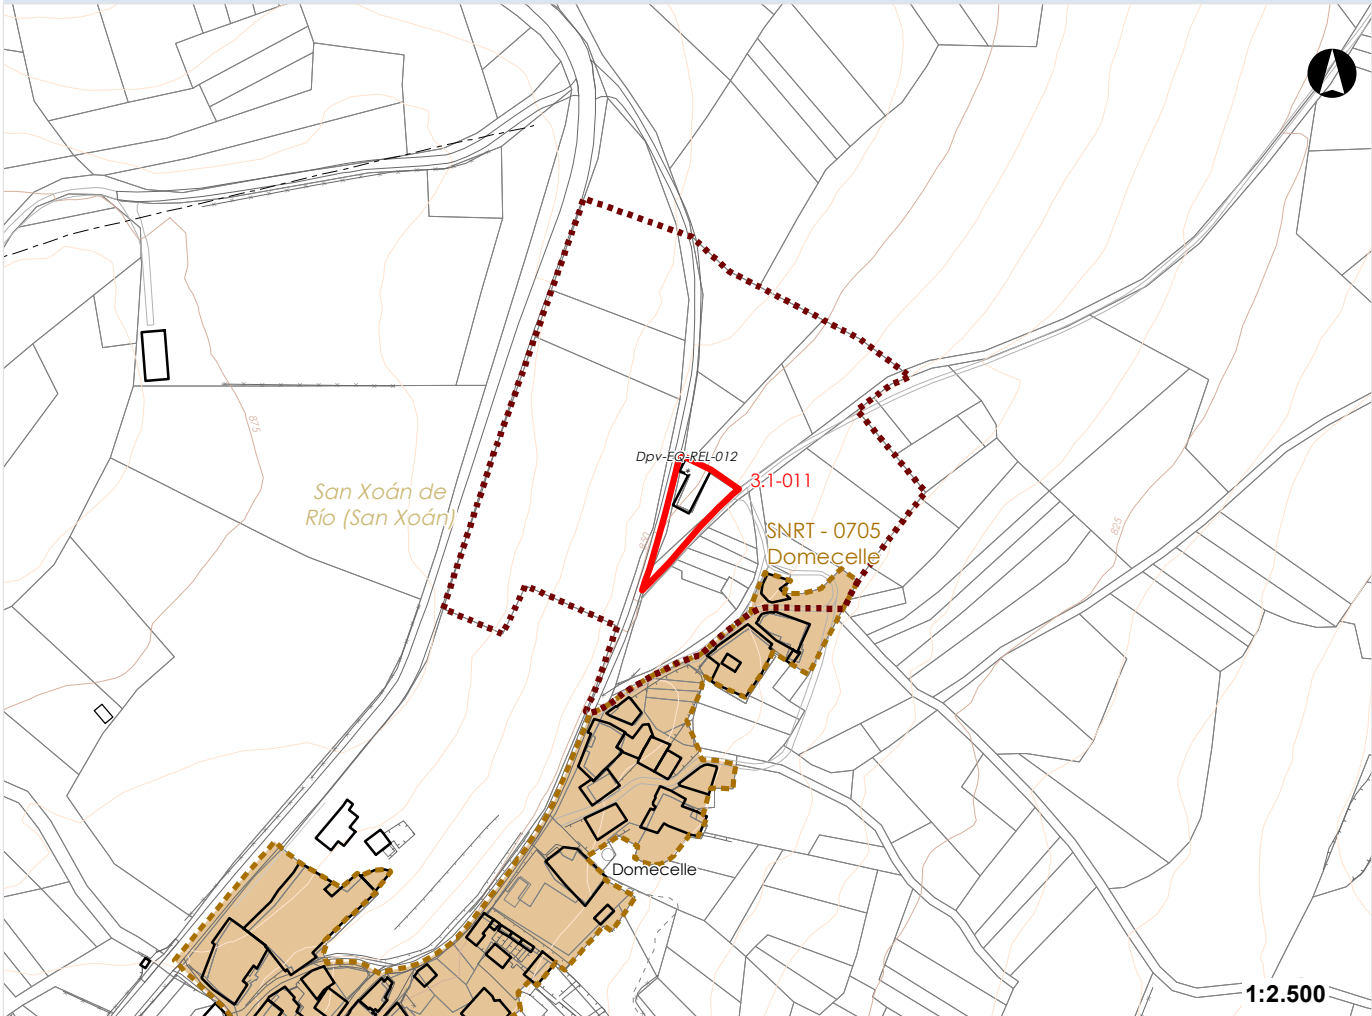 875
Dpv-EQ-REL-012
3.1-011
San Xoán de
Río (San Xoán)
SNRT - 0705
Domecelle
825
850
Domecelle
1:2.500